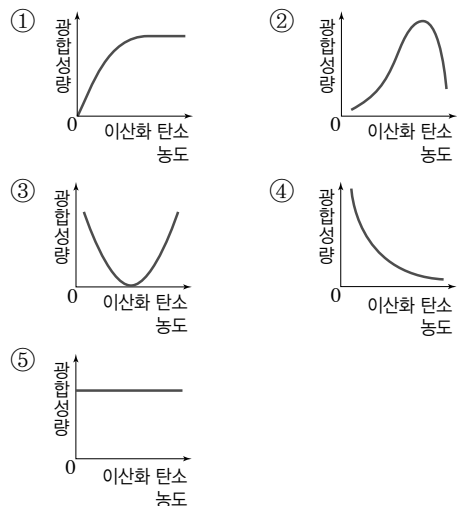 ①
광합성량
0
이산화 탄소
농도
②
광합성량
0
이산화 탄소
농도
③
광합성량
0
이산화 탄소
농도
④
광합성량
0
이산화 탄소
농도
⑤
광합성량
0
이산화 탄소
농도